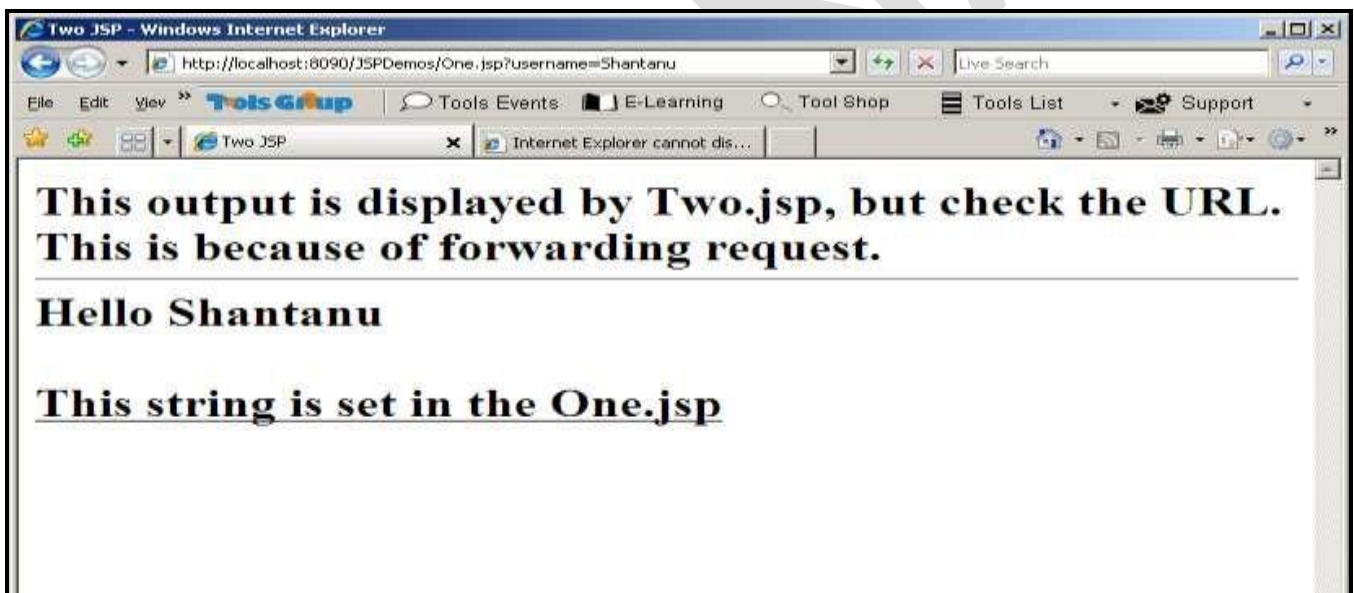 Two JSP - Windows Internet Explorer
http://localhost:8090/JSPDemos/One.jsp?username=Shantanu
Live Search
File Edit View » Tools Group Tools Events E-Learning Tool Shop Tools List Support
Two JSP Internet Explorer cannot dis... »
This output is displayed by Two.jsp, but check the URL.
This is because of forwarding request.
Hello Shantanu
This string is set in the One.jsp